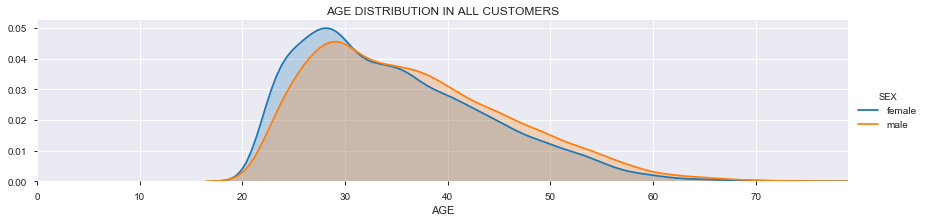 AGE DISTRIBUTION IN ALL CUSTOMERS
0.05
0.04
0.03
0.02
0.01
0.00
0 10 20 30 40 50 60 70
AGE
SEX
female
male